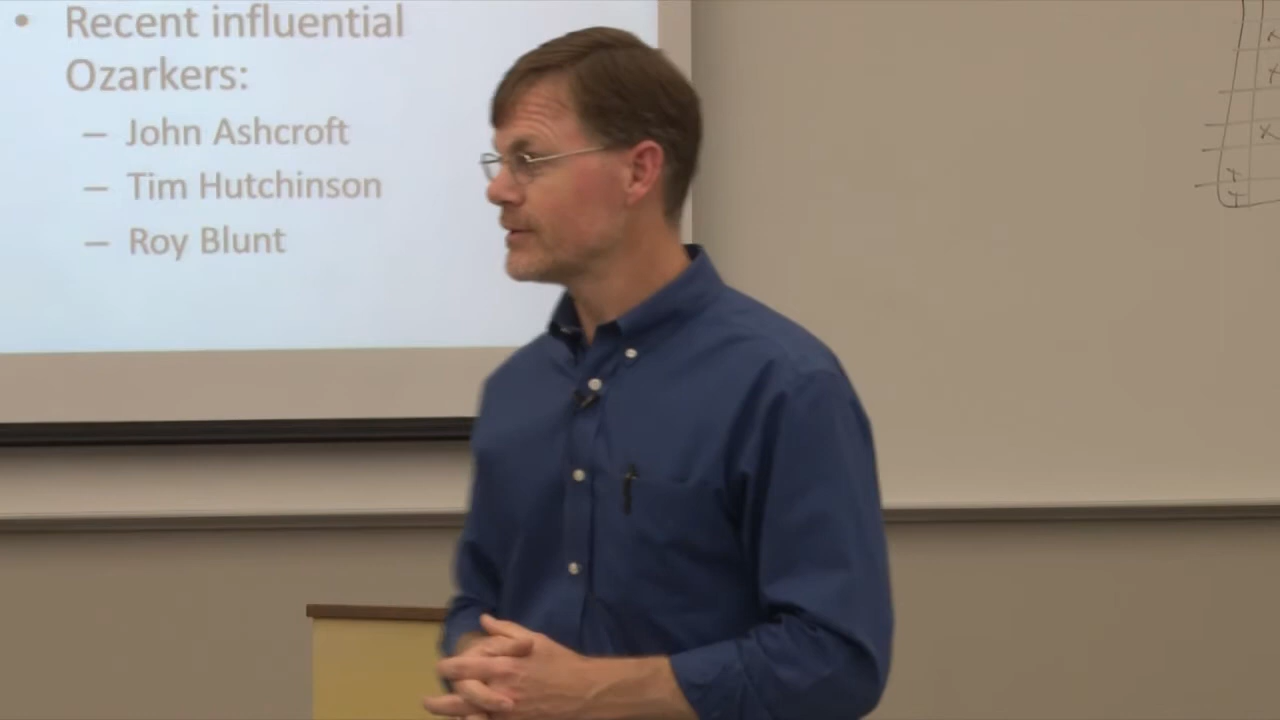 • Recent influential
Ozarkers:
– John Ashcroft
– Tim Hutchinson
– Roy Blunt